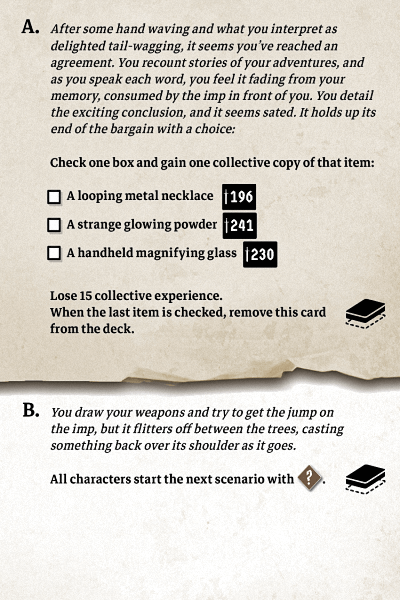 A. After some hand waving and what you interpret as
delighted tail-wagging, it seems you've reached an
agreement. You recount stories of your adventures, and
as you speak each word, you feel it fading from your
memory, consumed by the imp in front of you. You detail
the exciting conclusion, and it seems sated. It holds up its
end of the bargain with a choice:
Check one box and gain one collective copy of that item:
A looping metal necklace 196
A strange glowing powder 241
A handheld magnifying glass 230
Lose 15 collective experience.
When the last item is checked, remove this card
from the deck.
B. You draw your weapons and try to get the jump on
the imp, but it flitters off between the trees, casting
something back over its shoulder as it goes.
All characters start the next scenario with ?.